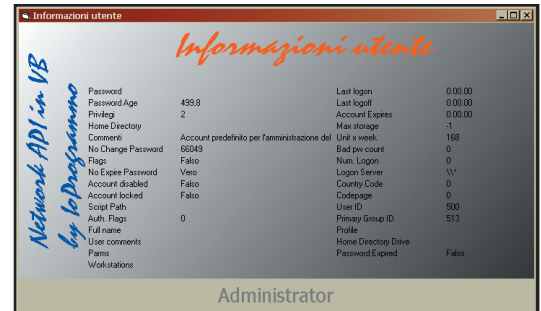 Informazioni utente
Informazioni utente
Network API in VB
by IoProgrammo
Password
Password Age 499,8
Privilegi 2
Home Directory
Commenti Account predefinito per l'amministrazione del
No Change Password 66049
Flags Falso
No Expire Password Vero
Account disabled Falso
Account locked Falso
Script Path
Auth. Flags 0
Full name
User comments
Parms
Workstations
Last logon 0.00.00
Last logoff 0.00.00
Account Expires 0.00.00
Max storage -1
Unit x week 168
Bad pw count 0
Num. Logon 0
Logon Server \\*
Country Code 0
Codepage 0
User ID 500
Primary Group ID 513
Profile
Home Directory Drive
Password Expired Falso
Administrator